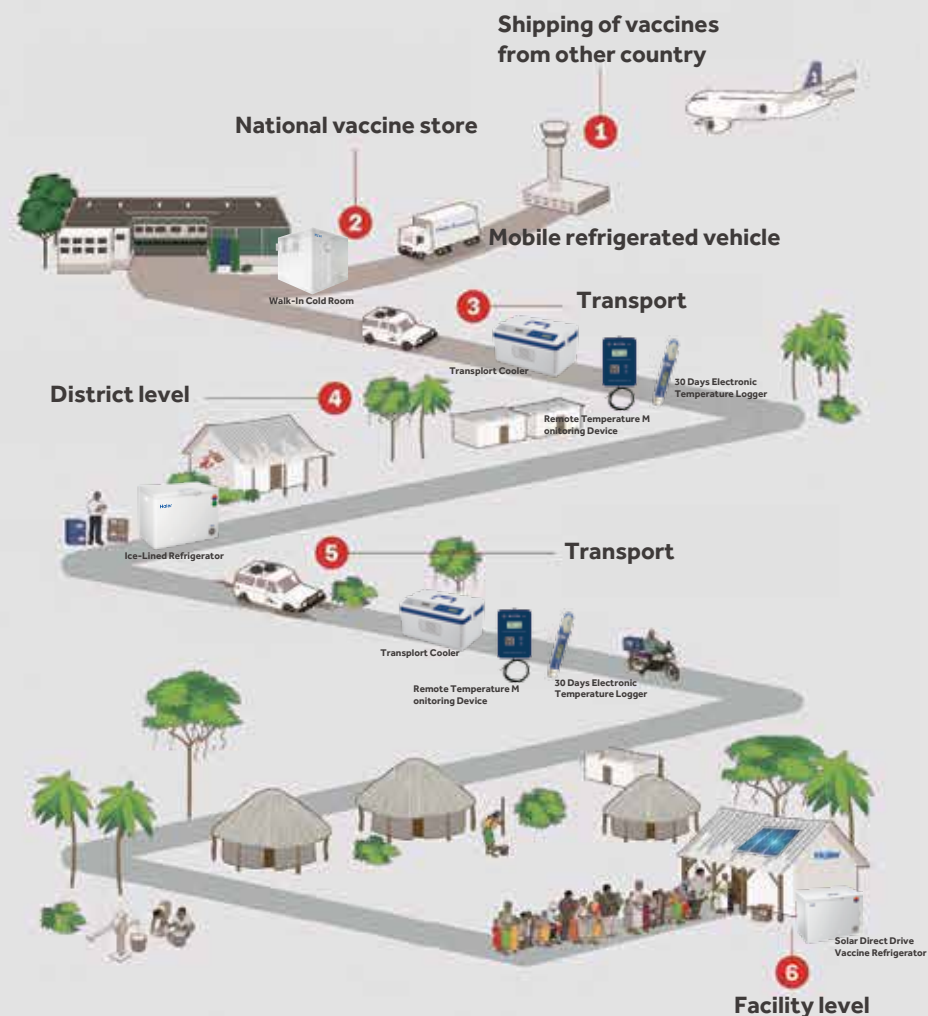 Shipping of vaccines
from other country
1
National vaccine store
2
Mobile refrigerated vehicle
Walk-In Cold Room
3
Transport
Transplort Cooler
30 Days Electronic
Temperature Logger
Remote Temperature M
onitoring Device
District level
4
Haier
Ice-Lined Refrigerator
5
Transport
Transplort Cooler
Remote Temperature M
onitoring Device
30 Days Electronic
Temperature Logger
Haier
Solar Direct Drive
Vaccine Refrigerator
6
Facility level